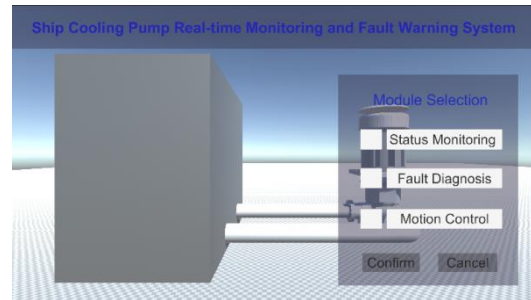 Ship Cooling Pump Real-time Monitoring and Fault Warning System
Module Selection
Status Monitoring
Fault Diagnosis
Motion Control
Confirm Cancel